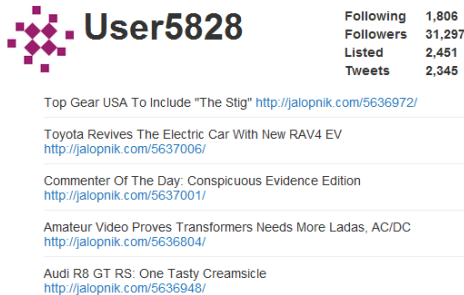 User5828
Following 1,806
Followers 31,297
Listed 2,451
Tweets 2,345
Top Gear USA To Include "The Stig" http://jalopnik.com/5636972/
Toyota Revives The Electric Car With New RAV4 EV
http://jalopnik.com/5637006/
Commenter Of The Day: Conspicuous Evidence Edition
http://jalopnik.com/5637001/
Amateur Video Proves Transformers Needs More Ladas, AC/DC
http://jalopnik.com/5636804/
Audi R8 GT RS: One Tasty Creamsicle
http://jalopnik.com/5636948/